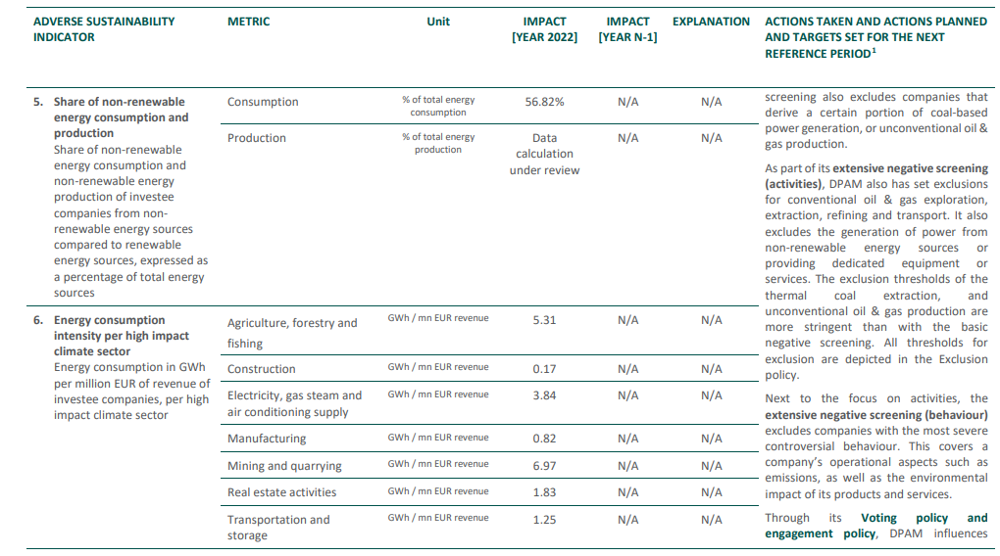 ADVERSE SUSTAINABILITY
INDICATOR
METRIC
Unit
IMPACT
[YEAR 2022]
IMPACT
[YEAR N-1]
EXPLANATION
ACTIONS TAKEN AND ACTIONS PLANNED
AND TARGETS SET FOR THE NEXT
REFERENCE PERIOD1
5. Share of non-renewable
energy consumption and
production
Share of non-renewable
energy consumption and
non-renewable energy
production of investee
companies from non-
renewable energy sources
compared to renewable
energy sources, expressed as
a percentage of total energy
sources
Consumption
% of total energy
consumption
56.82%
N/A
N/A
Production
% of total energy
production
Data
calculation
under review
N/A
N/A
6. Energy consumption
intensity per high impact
climate sector
Energy consumption in GWh
per million EUR of revenue of
investee companies, per high
impact climate sector
Agriculture, forestry and
fishing
GWh / mn EUR revenue
5.31
N/A
N/A
Construction
GWh / mn EUR revenue
0.17
N/A
N/A
Electricity, gas steam and
air conditioning supply
GWh / mn EUR revenue
3.84
N/A
N/A
Manufacturing
GWh / mn EUR revenue
0.82
N/A
N/A
Mining and quarrying
GWh / mn EUR revenue
6.97
N/A
N/A
Real estate activities
GWh / mn EUR revenue
1.83
N/A
N/A
Transportation and
storage
GWh / mn EUR revenue
1.25
N/A
N/A
screening also excludes companies that
derive a certain portion of coal-based
power generation, or unconventional oil &
gas production.
As part of its extensive negative screening
(activities), DPAM also has set exclusions
for conventional oil & gas exploration,
extraction, refining and transport. It also
excludes the generation of power from
non-renewable energy sources or
providing dedicated equipment or
services. The exclusion thresholds of the
thermal coal extraction, and
unconventional oil & gas production are
more stringent than with the basic
negative screening. All thresholds for
exclusion are depicted in the Exclusion
policy.
Next to the focus on activities, the
extensive negative screening (behaviour)
excludes companies with the most severe
controversial behaviour. This covers a
company's operational aspects such as
emissions, as well as the environmental
impact of its products and services.
Through its Voting policy and
engagement policy, DPAM influences